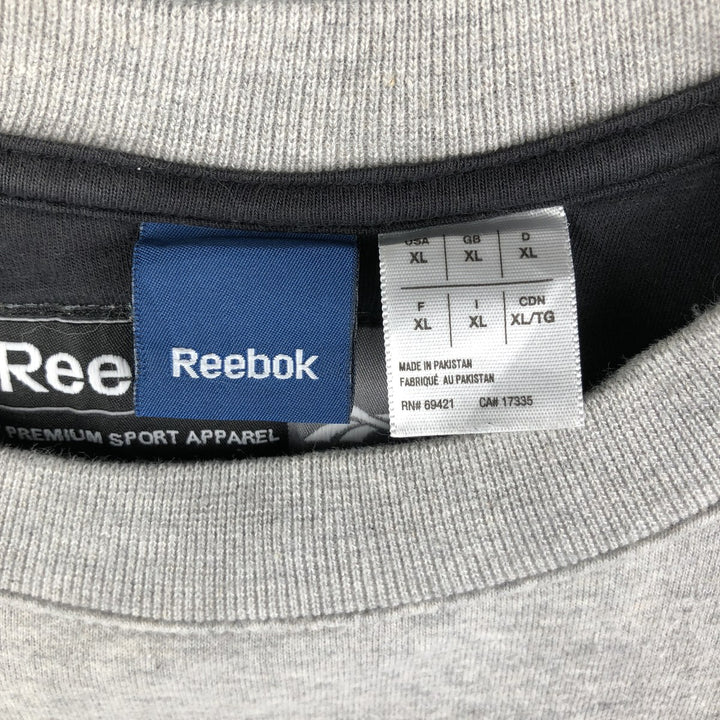 Reebok
USA GB D
XL XL XL
F I CDN
XL XL XL/TG
MADE IN PAKISTAN
FABRIQUÉ AU PAKISTAN
RN# 69421 CA# 17335
Ree
PREMIUM SPORT APPAREL